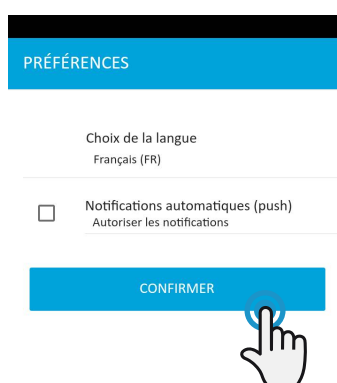 PRÉFÉRENCES
Choix de la langue
Français (FR)
Notifications automatiques (push)
Autoriser les notifications
CONFIRMER